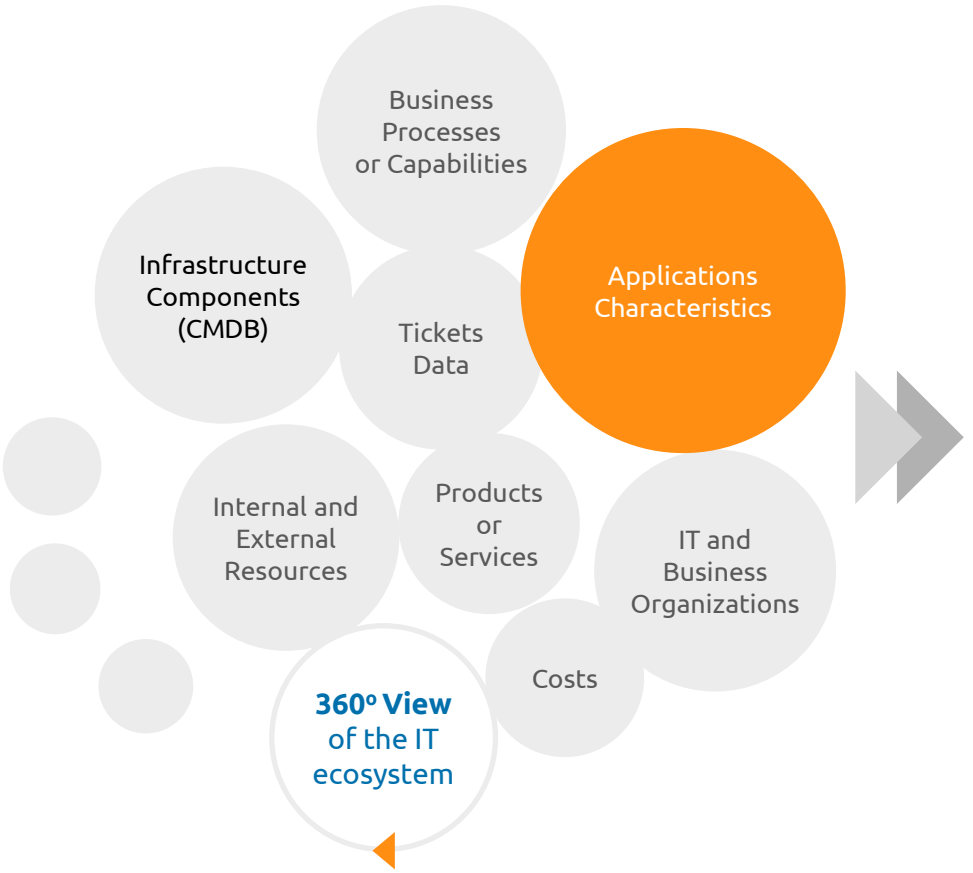 Business
Processes
or Capabilities
Infrastructure
Components
(CMDB)
Applications
Characteristics
Tickets
Data
Internal and
External
Resources
Products
or
Services
IT and
Business
Organizations
Costs
360º View
of the IT
ecosystem